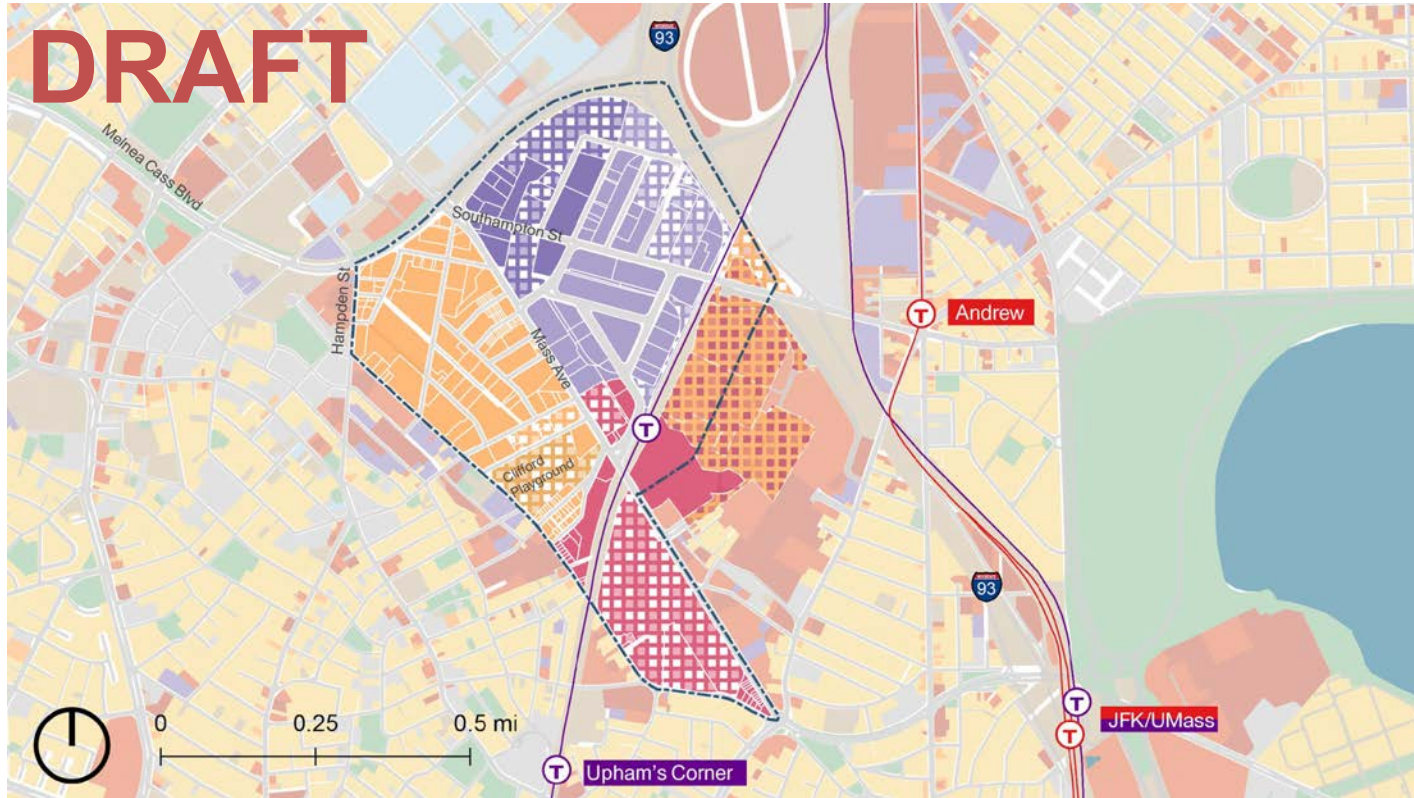 DRAFT
93
Melnea Cass Blvd
Southampton St
Hampden St
Mass Ave
T
Andrew
T
Clifford
Playground
93
0
0.25
0.5 mi
T
JFK/UMass
T
T
Upham's Corner